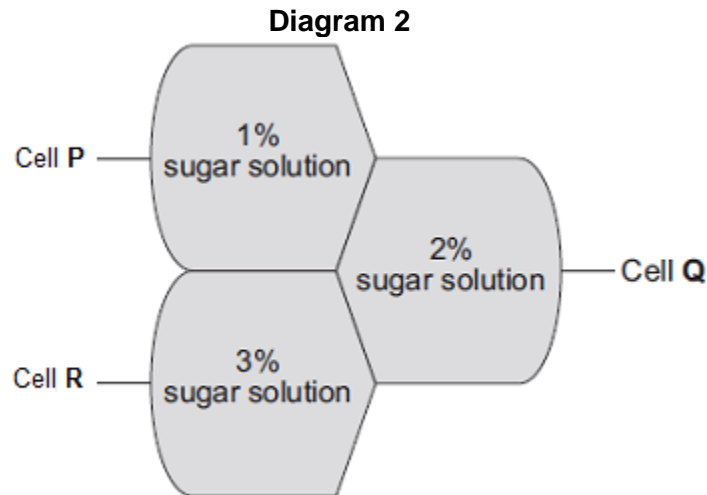 Diagram 2
1%
sugar solution
Cell P
2%
sugar solution
Cell Q
3%
sugar solution
Cell R